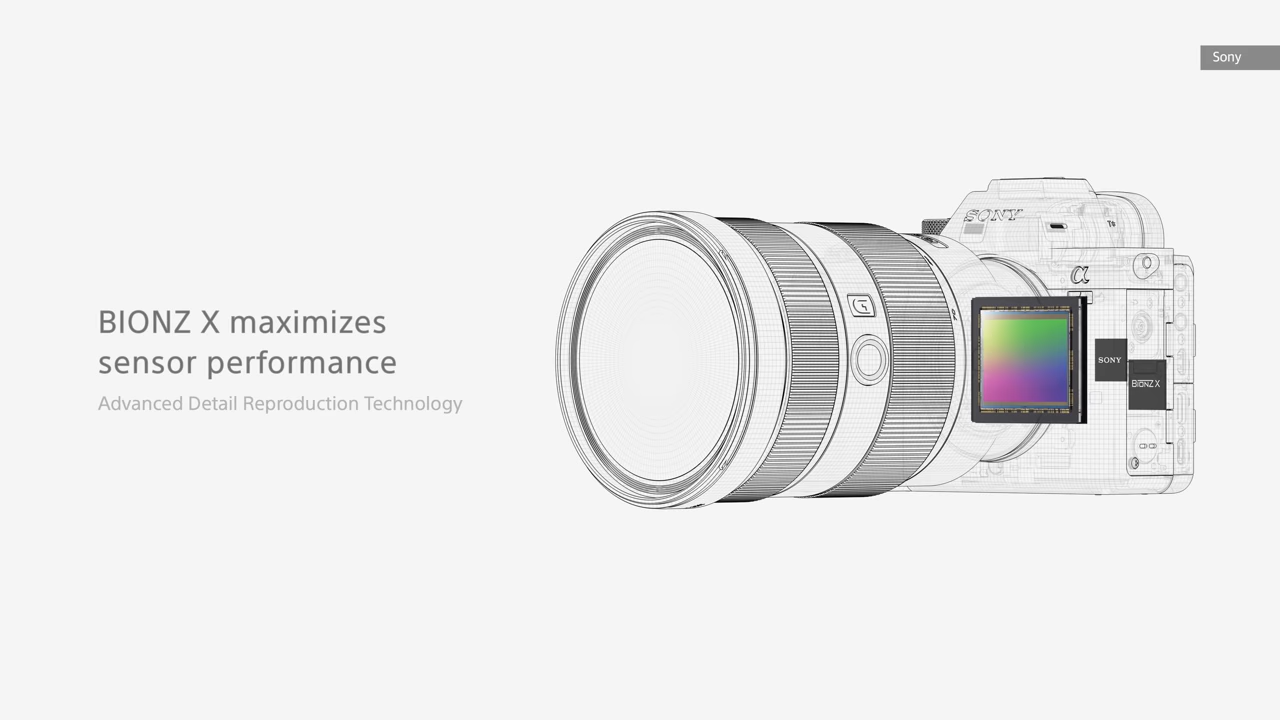 Sony
BIONZ X maximizes
sensor performance
Advanced Detail Reproduction Technology
SONY
α
G
SONY
BIONZ X